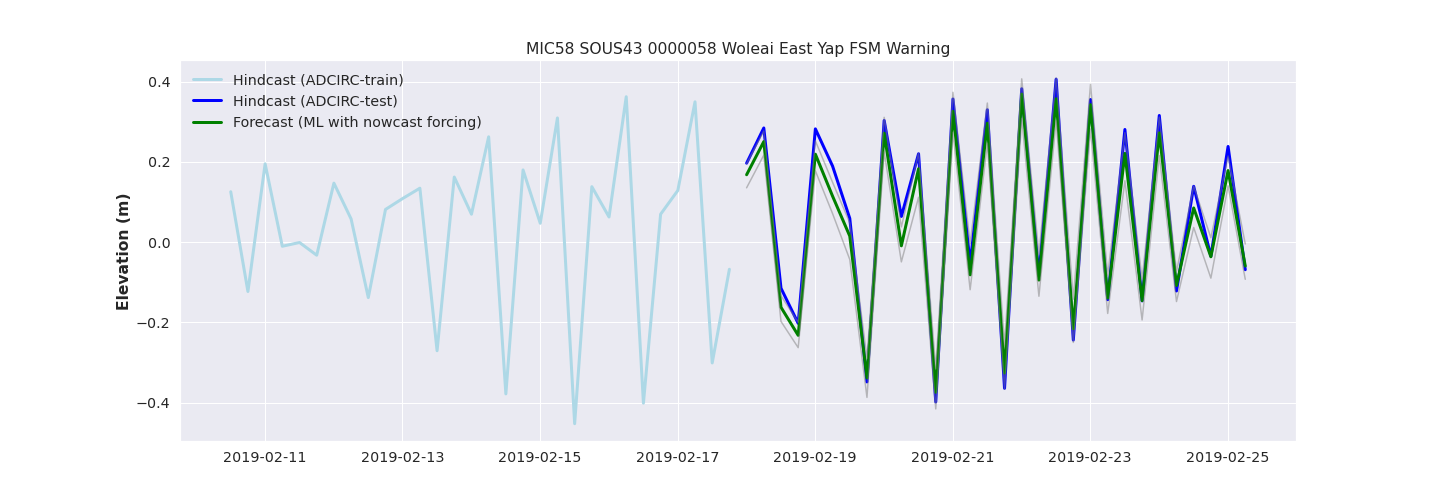 MIC58 SOUS43 0000058 Woleai East Yap FSM Warning
Hindcast (ADCIRC-train)
Hindcast (ADCIRC-test)
Forecast (ML with nowcast forcing)
Elevation (m)
0.4
0.2
0.0
−0.2
−0.4
2019-02-11 2019-02-13 2019-02-15 2019-02-17 2019-02-19 2019-02-21 2019-02-23 2019-02-25